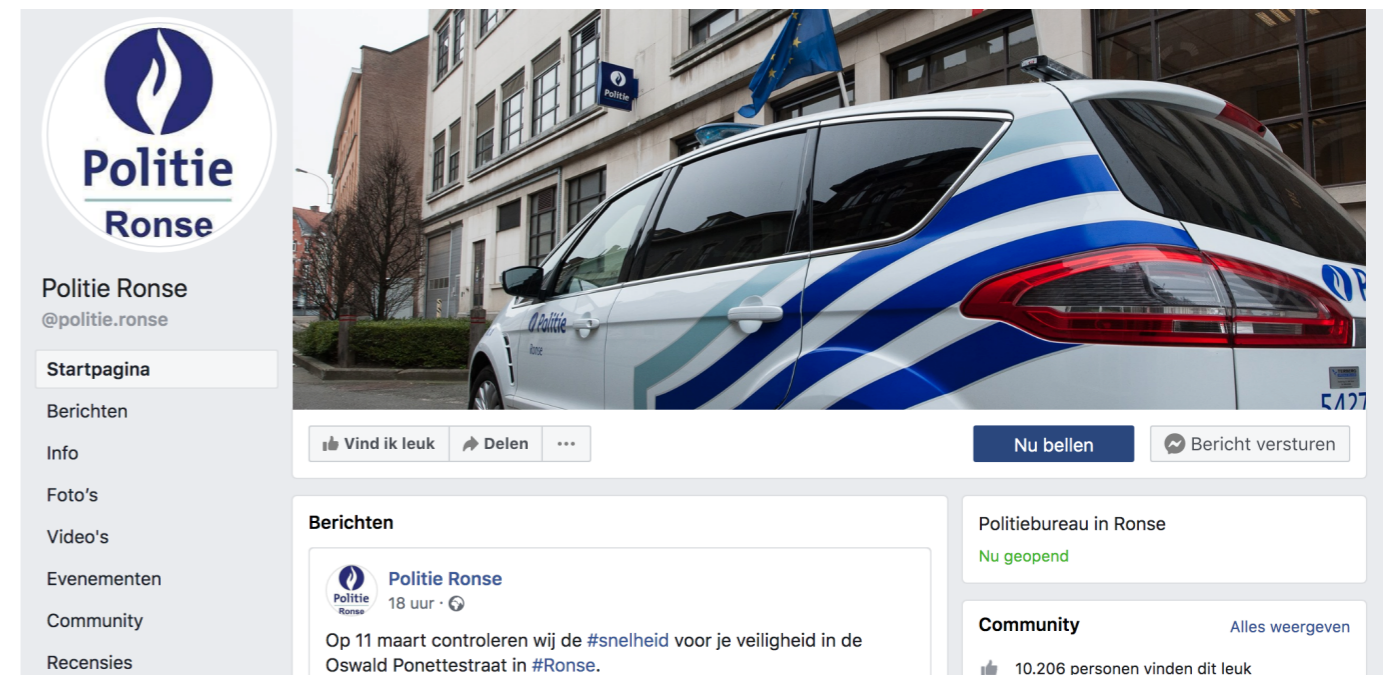 Politie
Ronse
Politie Ronse
@politie.ronse
Startpagina
Berichten
Info
Foto's
Video's
Evenementen
Community
Recensies
Politie
Politie
Ronse
5427
Vind ik leuk
Delen
...
Nu bellen
Bericht versturen
Berichten
Politie
Ronse
Politie Ronse
18 uur ·
Op 11 maart controleren wij de #snelheid voor je veiligheid in de
Oswald Ponettestraat in #Ronse.
Politiebureau in Ronse
Nu geopend
Community
Alles weergeven
10.206 personen vinden dit leuk